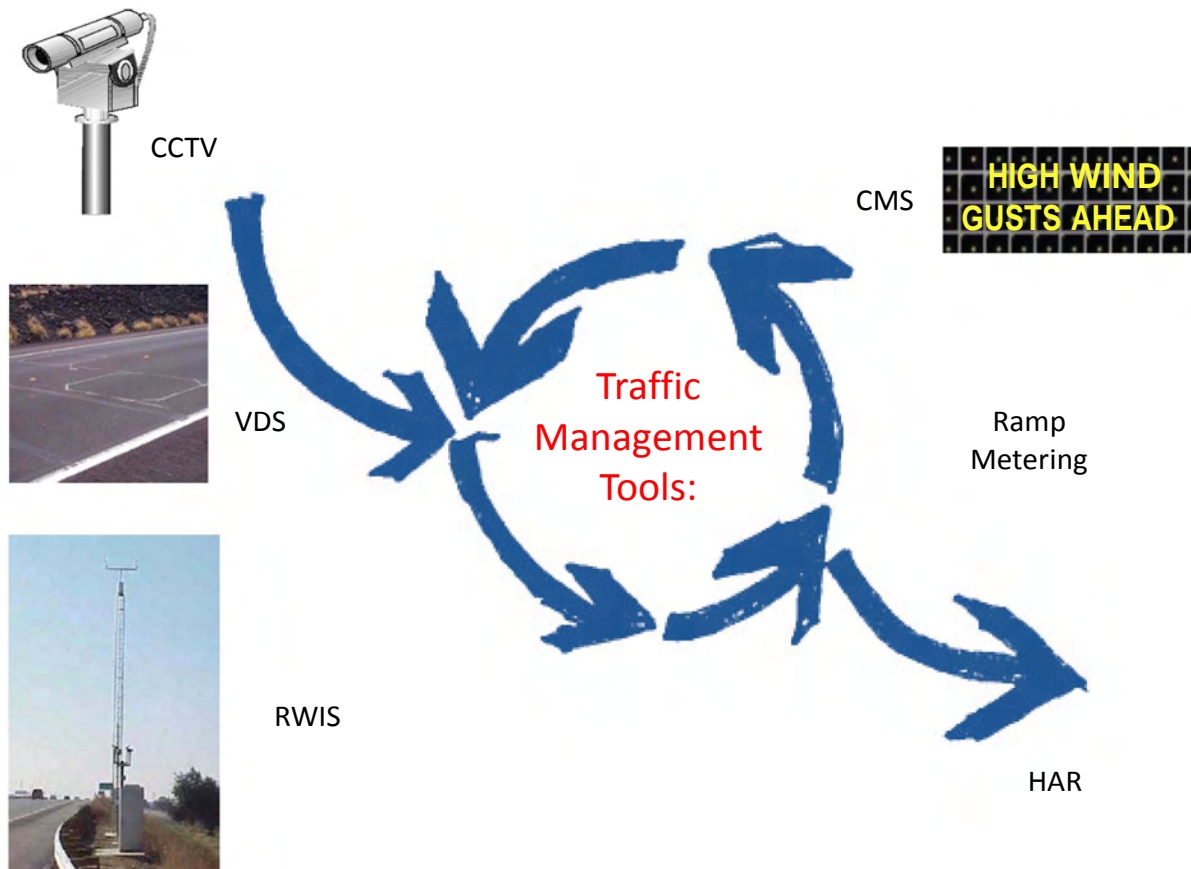 CCTV
CMS
HIGH WIND
GUSTS AHEAD
VDS
Traffic
Management
Tools:
Ramp
Metering
RWIS
HAR